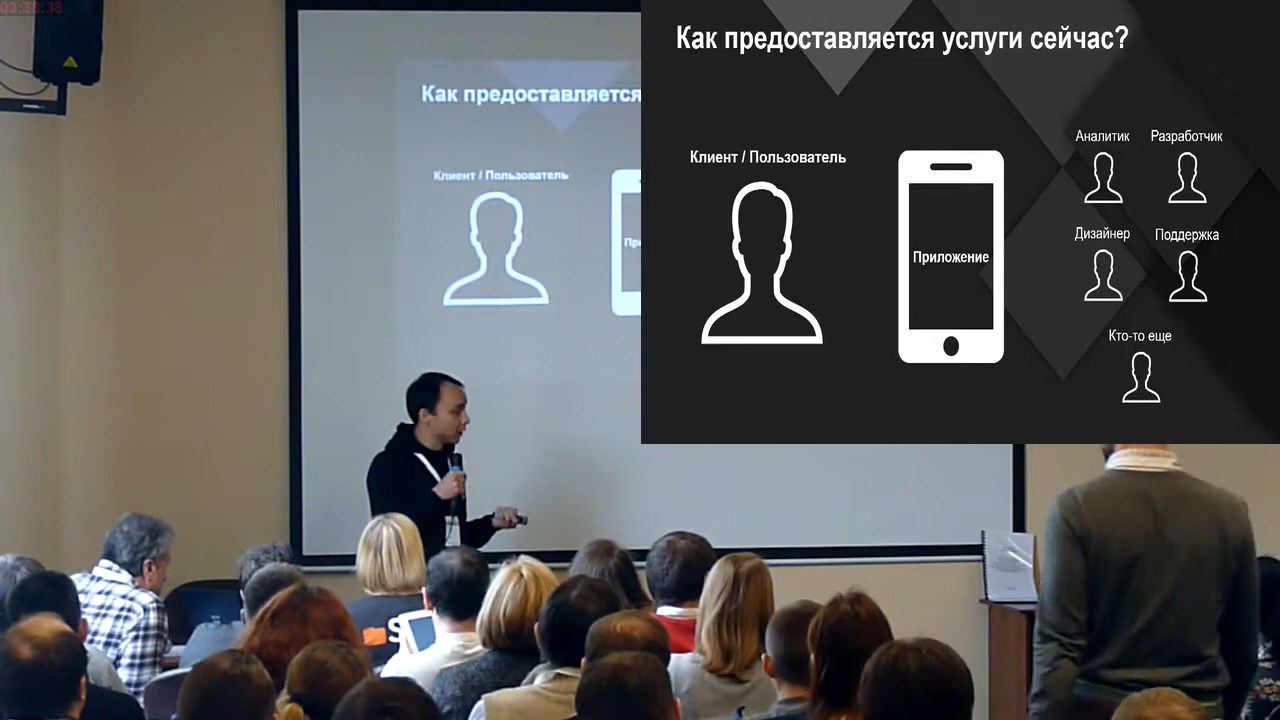 03:38:38
Как предоставляется
Клиент / Пользователь
Как предоставляется услуги сейчас?
Клиент / Пользователь
Приложение
Аналитик
Разработчик
Дизайнер
Поддержка
Кто-то еще